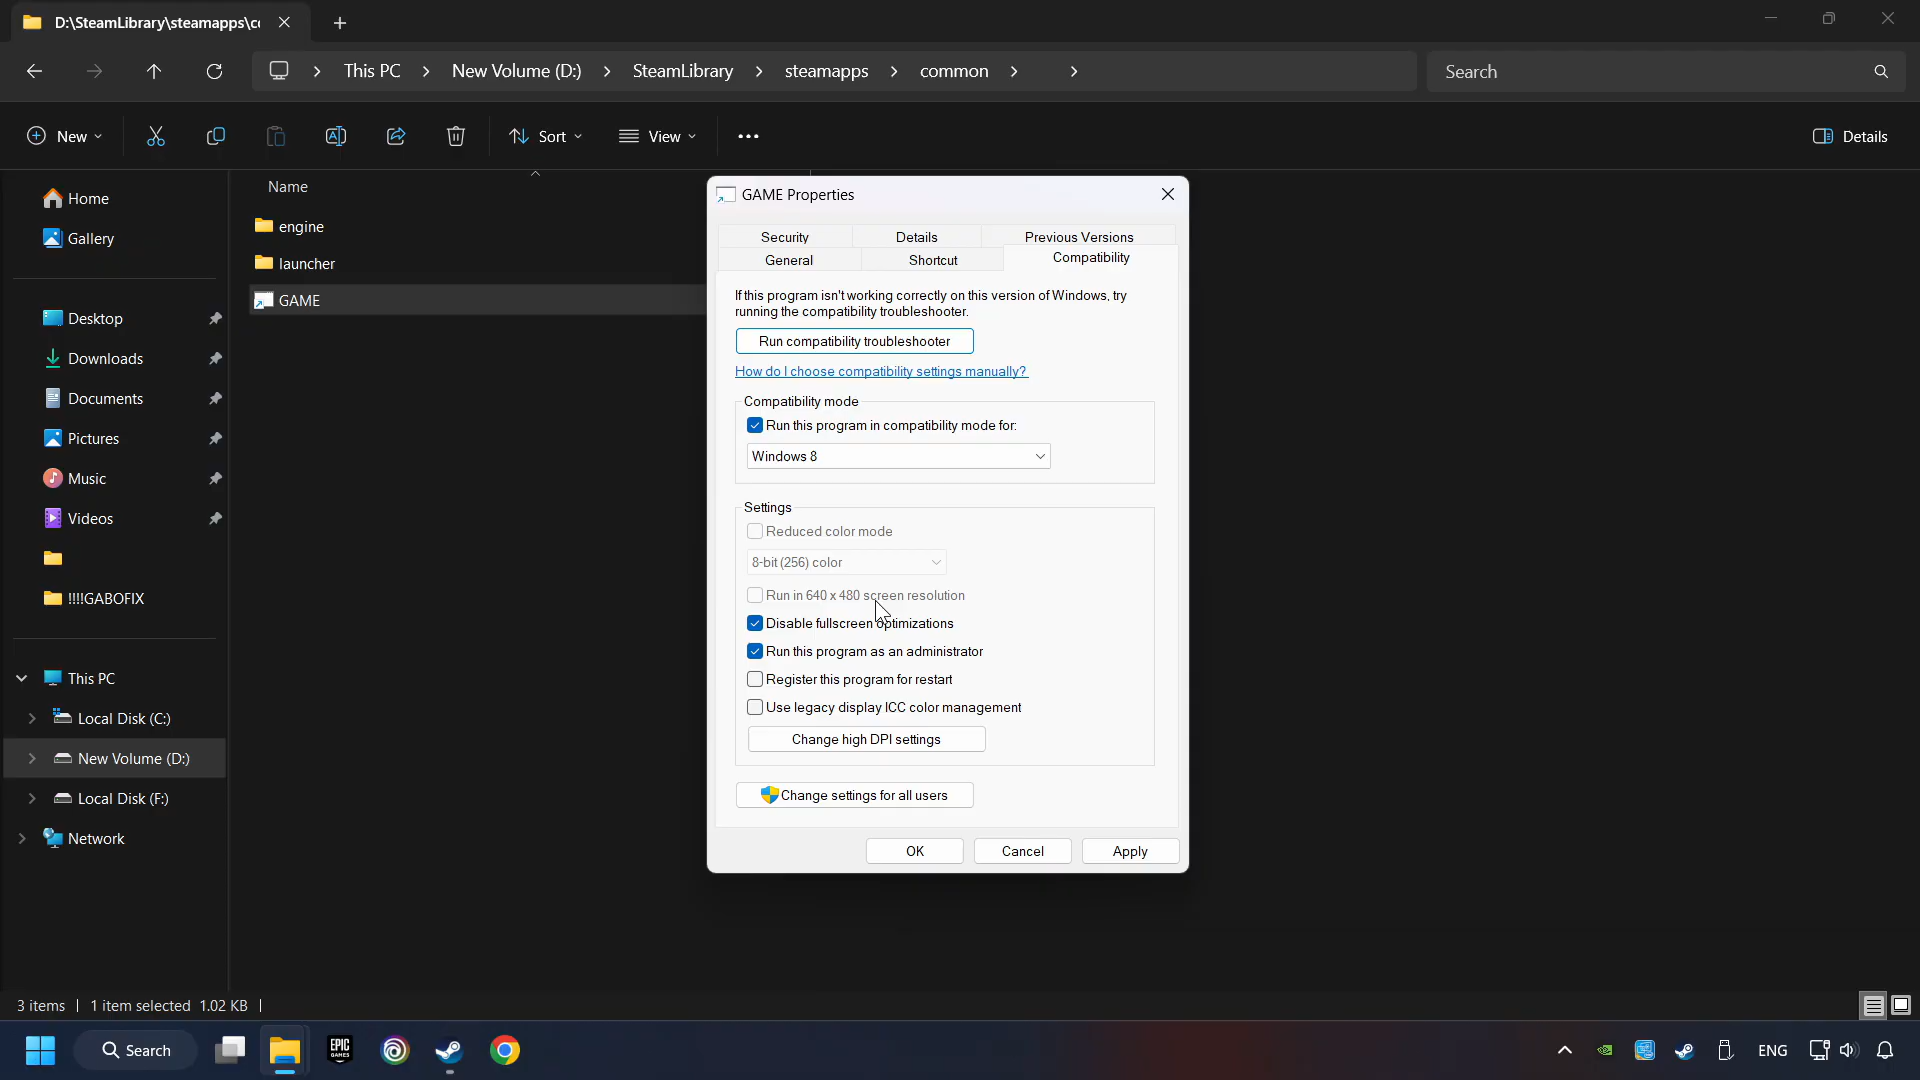 D:\SteamLibrary\steamapps\cc
This PC
New Volume (D:)
SteamLibrary
steamapps
common
Search
New
Sort
View
Details
Home
Gallery
Desktop
Downloads
Documents
Pictures
Music
Videos
!!!!GABOFIX
This PC
Local Disk (C:)
New Volume (D:)
Local Disk (F:)
Network
Name
engine
launcher
GAME
GAME Properties
Security
Details
Previous Versions
General
Shortcut
Compatibility
If this program isn't working correctly on this version of Windows, try
running the compatibility troubleshooter.
Run compatibility troubleshooter
How do I choose compatibility settings manually?
Compatibility mode
Run this program in compatibility mode for:
Windows 8
Settings
Reduced color mode
8-bit (256) color
Run in 640 x 480 screen resolution
Disable fullscreen optimizations
Run this program as an administrator
Register this program for restart
Use legacy display ICC color management
Change high DPI settings
Change settings for all users
OK
Cancel
Apply
3 items
1 item selected 1.02 KB
Search
EPIC
GAMES
ENG